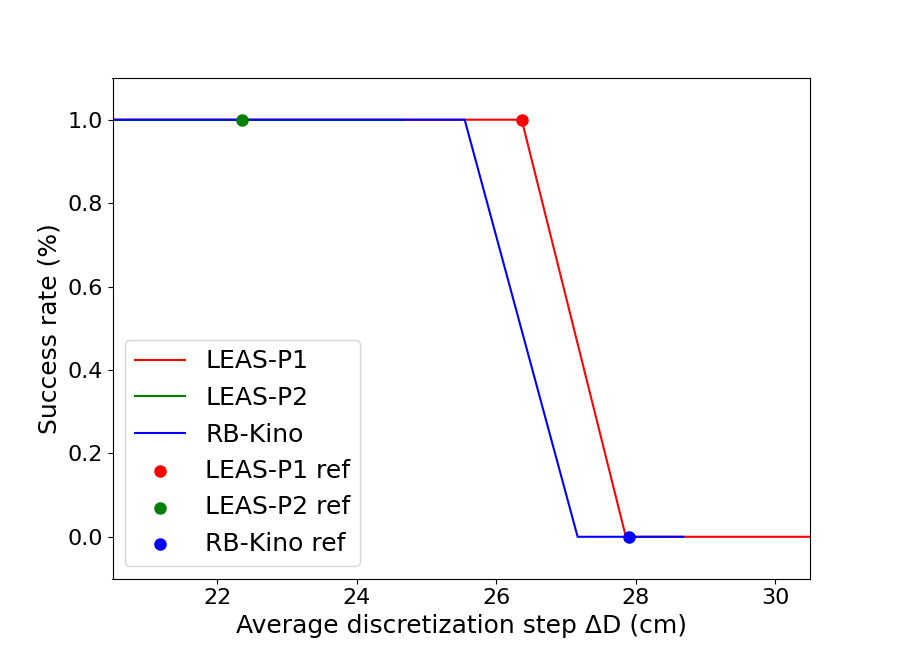 1.0
0.8
0.6
0.4
0.2
0.0
Success rate (%)
LEAS-P1
LEAS-P2
RB-Kino
LEAS-P1 ref
LEAS-P2 ref
RB-Kino ref
22 24 26 28 30
Average discretization step ΔD (cm)